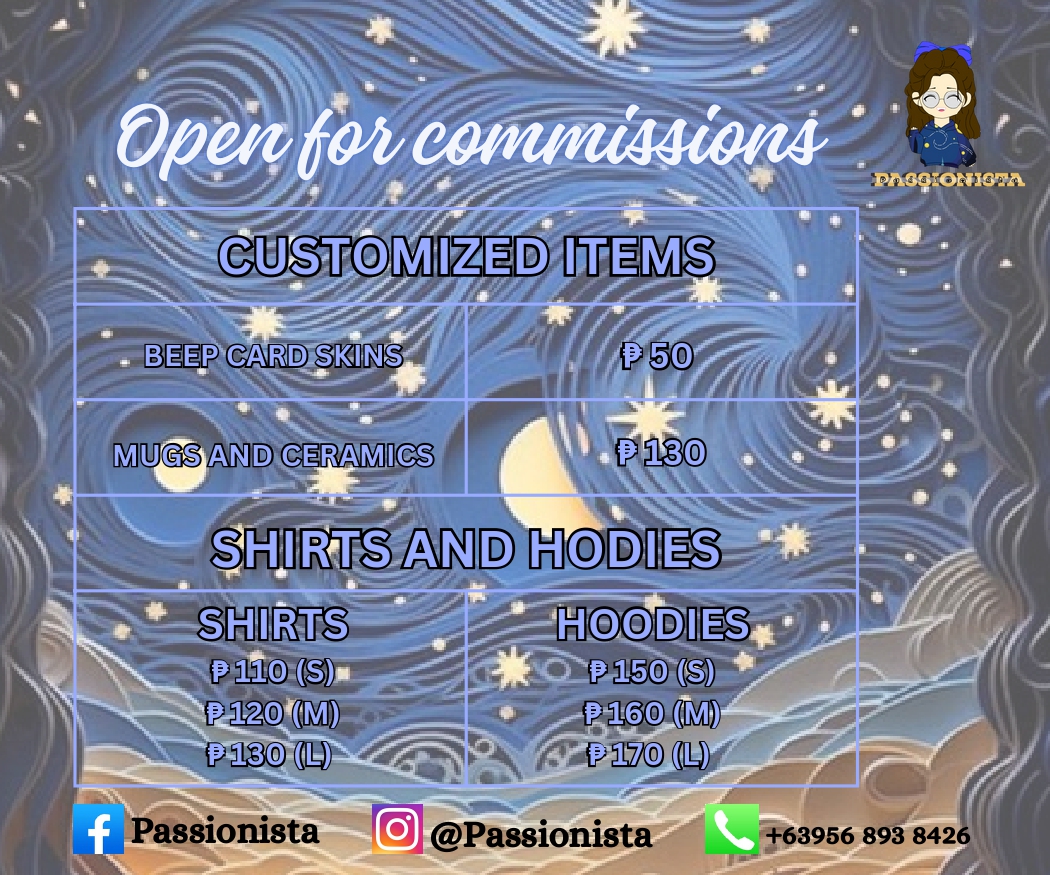 Open for commissions
PASSIONISTA
CUSTOMIZED ITEMS
BEEP CARD SKINS
₱ 50
MUGS AND CERAMICS
₱ 130
SHIRTS AND HODIES
SHIRTS
₱ 110 (S)
₱ 120 (M)
₱ 130 (L)
HOODIES
₱ 150 (S)
₱ 160 (M)
₱ 170 (L)
Passionista
@Passionista
+63956 893 8426